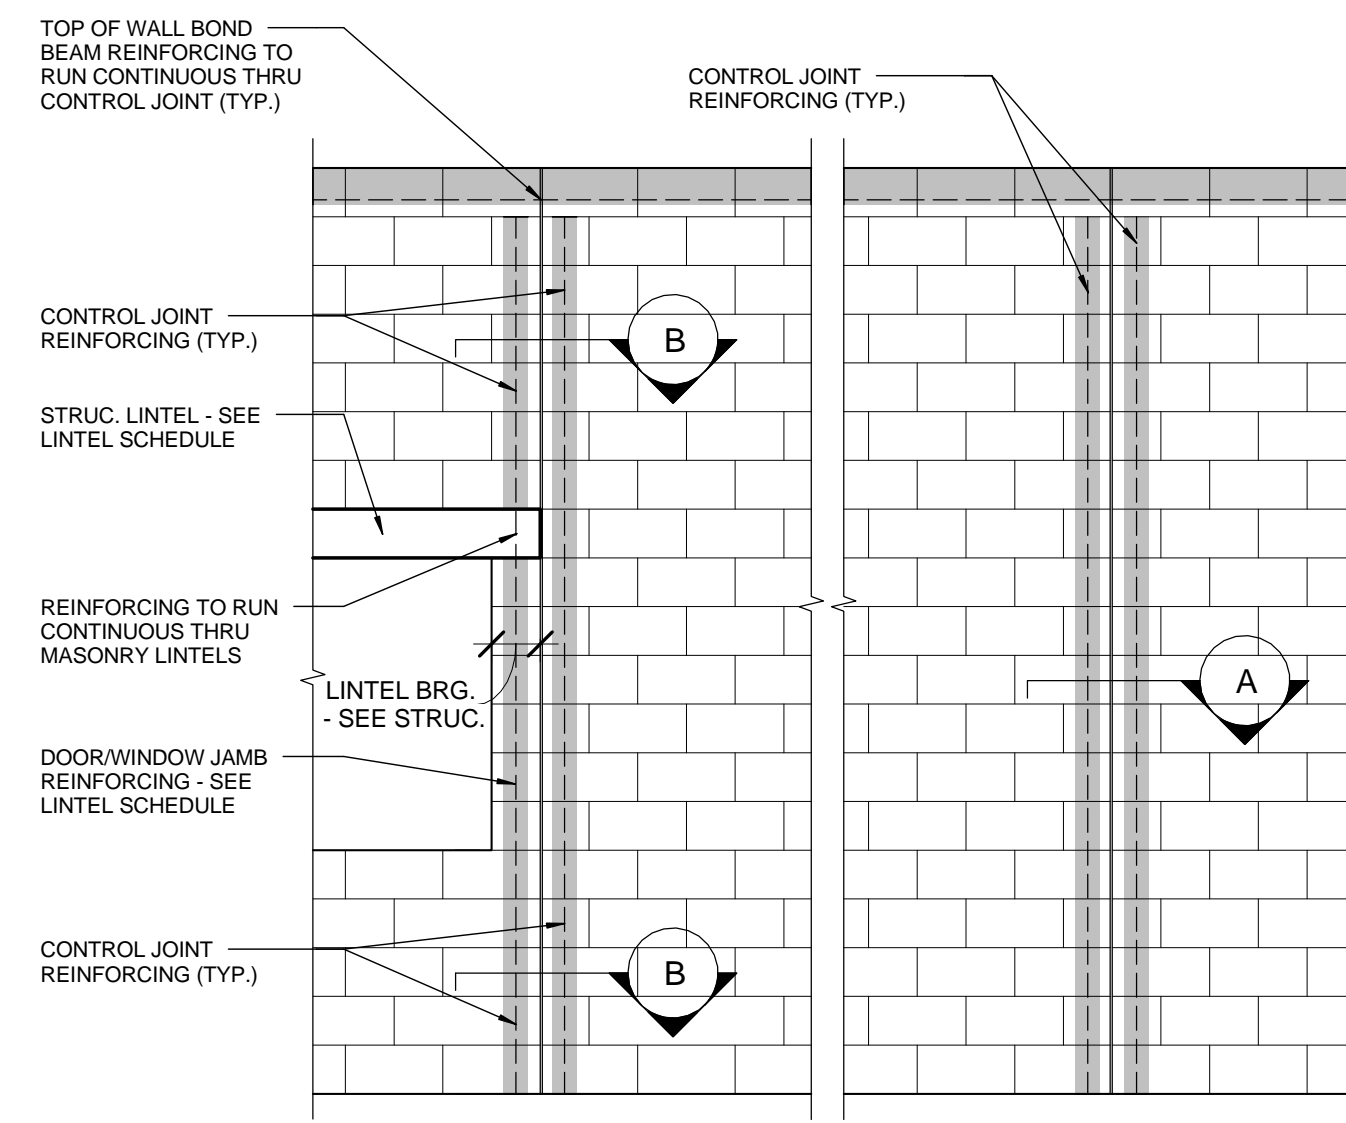 TOP OF WALL BOND
BEAM REINFORCING TO
RUN CONTINUOUS THRU
CONTROL JOINT (TYP.)
CONTROL JOINT
REINFORCING (TYP.)
CONTROL JOINT
REINFORCING (TYP.)
B
STRUC. LINTEL - SEE
LINTEL SCHEDULE
REINFORCING TO RUN
CONTINUOUS THRU
MASONRY LINTELS
LINTEL BRG.
- SEE STRUC.
A
DOOR/WINDOW JAMB
REINFORCING - SEE
LINTEL SCHEDULE
CONTROL JOINT
REINFORCING (TYP.)
B